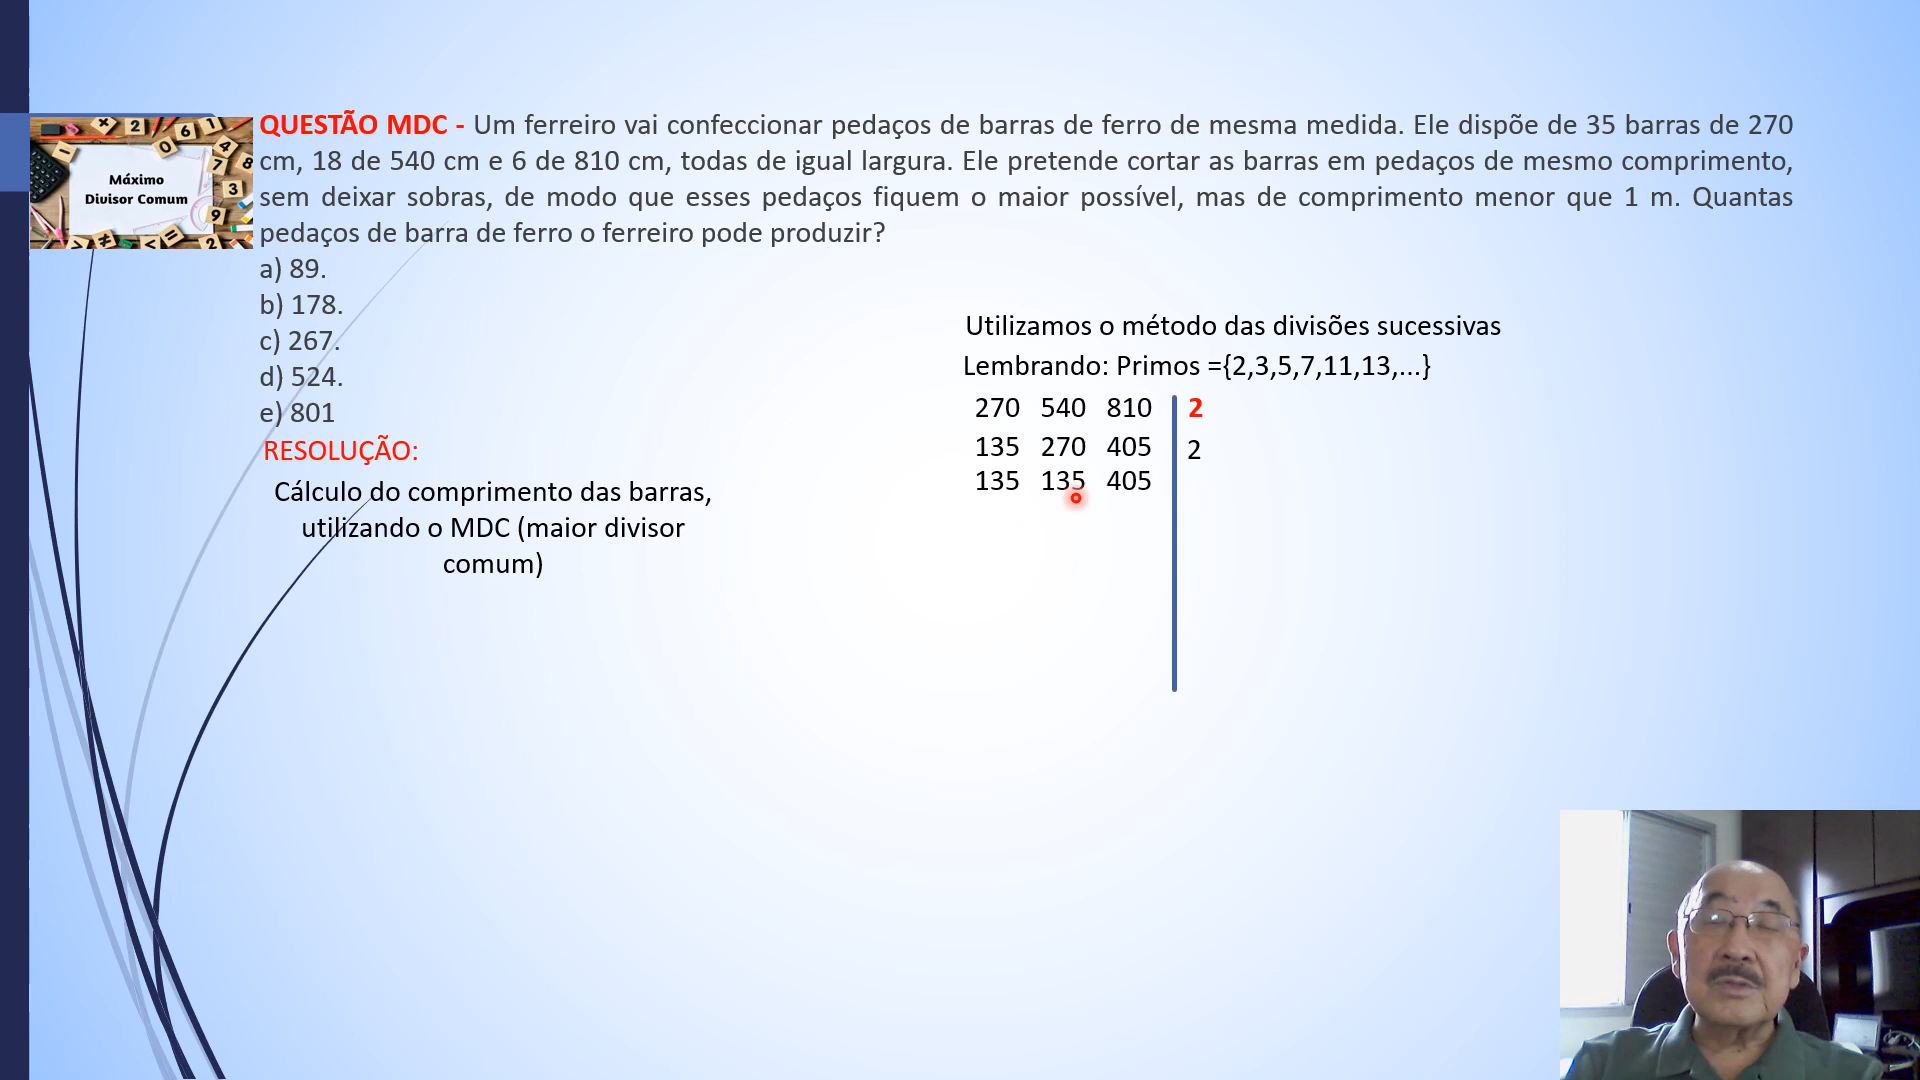 QUESTÃO MDC - Um ferreiro vai confeccionar pedaços de barras de ferro de mesma medida. Ele dispõe de 35 barras de 270
cm, 18 de 540 cm e 6 de 810 cm, todas de igual largura. Ele pretende cortar as barras em pedaços de mesmo comprimento,
sem deixar sobras, de modo que esses pedaços fiquem o maior possível, mas de comprimento menor que 1 m. Quantas
pedaços de barra de ferro o ferreiro pode produzir?
Máximo
Divisor Comum
a) 89.
b) 178.
c) 267.
d) 524.
e) 801
RESOLUÇÃO:
Cálculo do comprimento das barras,
utilizando o MDC (maior divisor
comum)
Utilizamos o método das divisões sucessivas
Lembrando: Primos ={2,3,5,7,11,13,...}
270 540 810 2
135 270 405 2
135 135 405